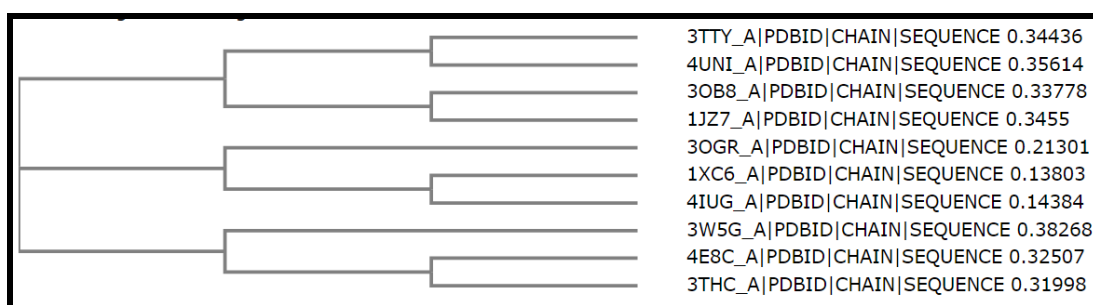 3TTY_A|PDBID|CHAIN|SEQUENCE 0.34436
4UNI_A|PDBID|CHAIN|SEQUENCE 0.35614
3OB8_A|PDBID|CHAIN|SEQUENCE 0.33778
1JZ7_A|PDBID|CHAIN|SEQUENCE 0.3455
3OGR_A|PDBID|CHAIN|SEQUENCE 0.21301
1XC6_A|PDBID|CHAIN|SEQUENCE 0.13803
4IUG_A|PDBID|CHAIN|SEQUENCE 0.14384
3W5G_A|PDBID|CHAIN|SEQUENCE 0.38268
4E8C_A|PDBID|CHAIN|SEQUENCE 0.32507
3THC_A|PDBID|CHAIN|SEQUENCE 0.31998